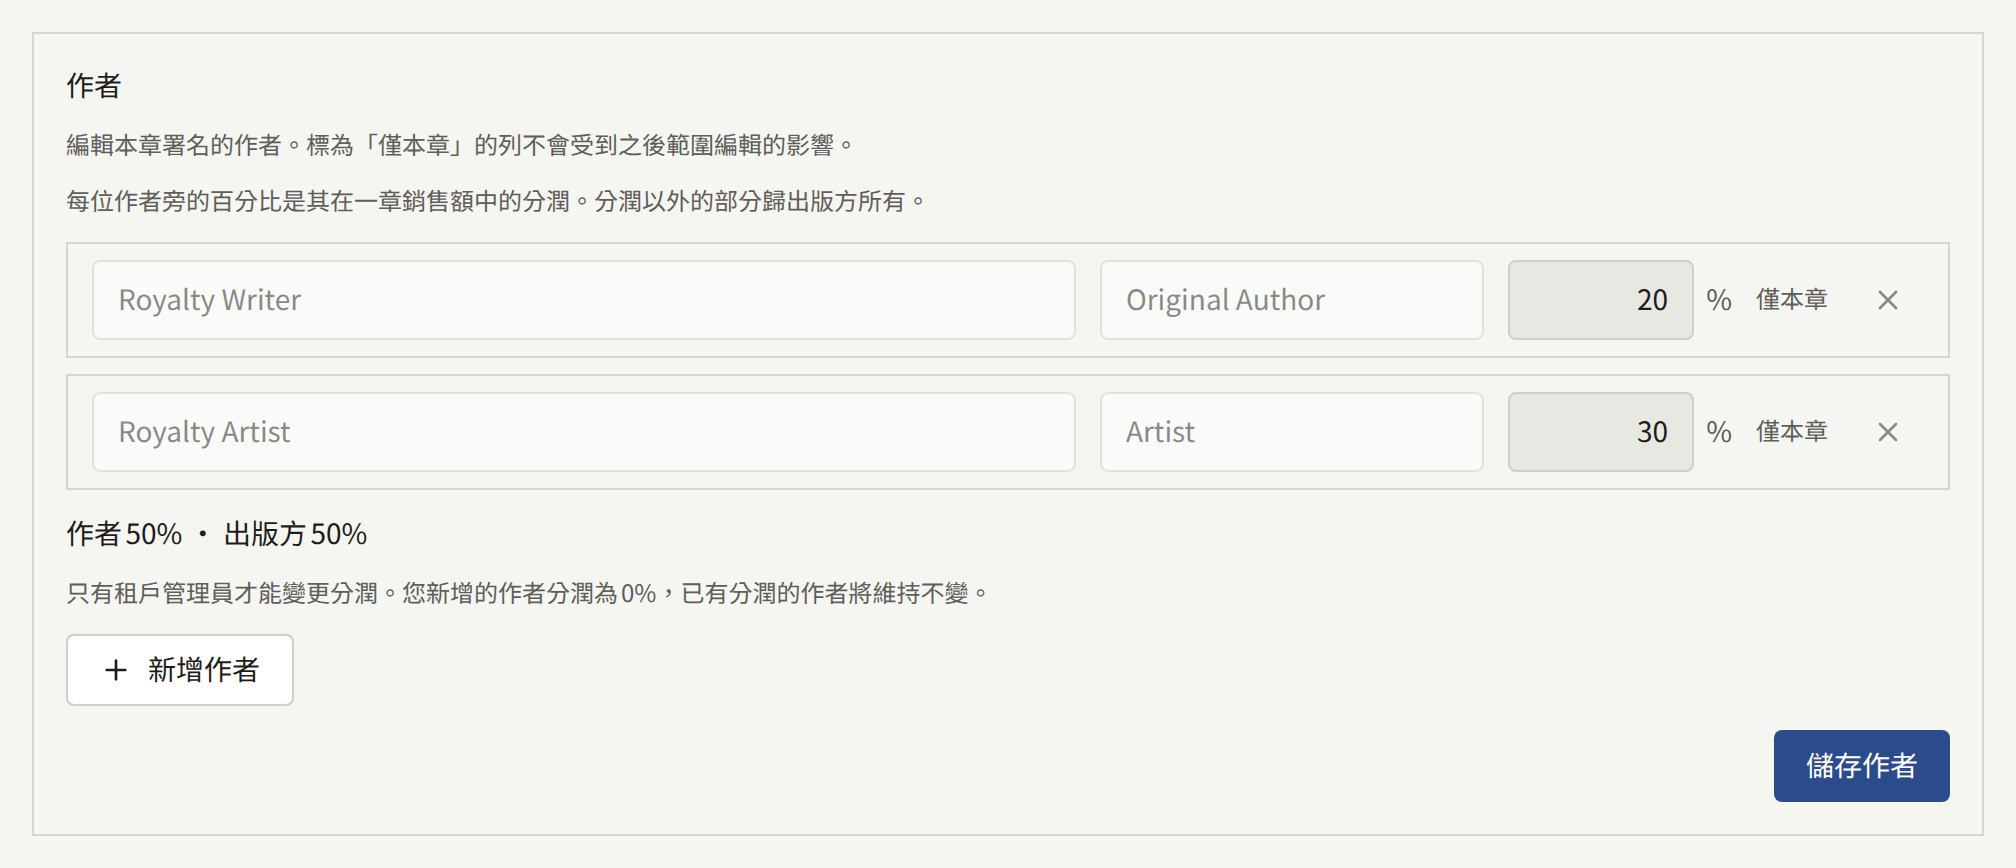 作者
編輯本章署名的作者。標為「僅本章」的列不會受到之後範圍編輯的影響。
每位作者旁的百分比是其在一章銷售額中的分潤。分潤以外的部分歸出版方所有。
Royalty Writer Original Author 20 % 僅本章
Royalty Artist Artist 30 % 僅本章
作者 50% · 出版方 50%
只有租戶管理員才能變更分潤。您新增的作者分潤為 0%，已有分潤的作者將維持不變。
新增作者
儲存作者